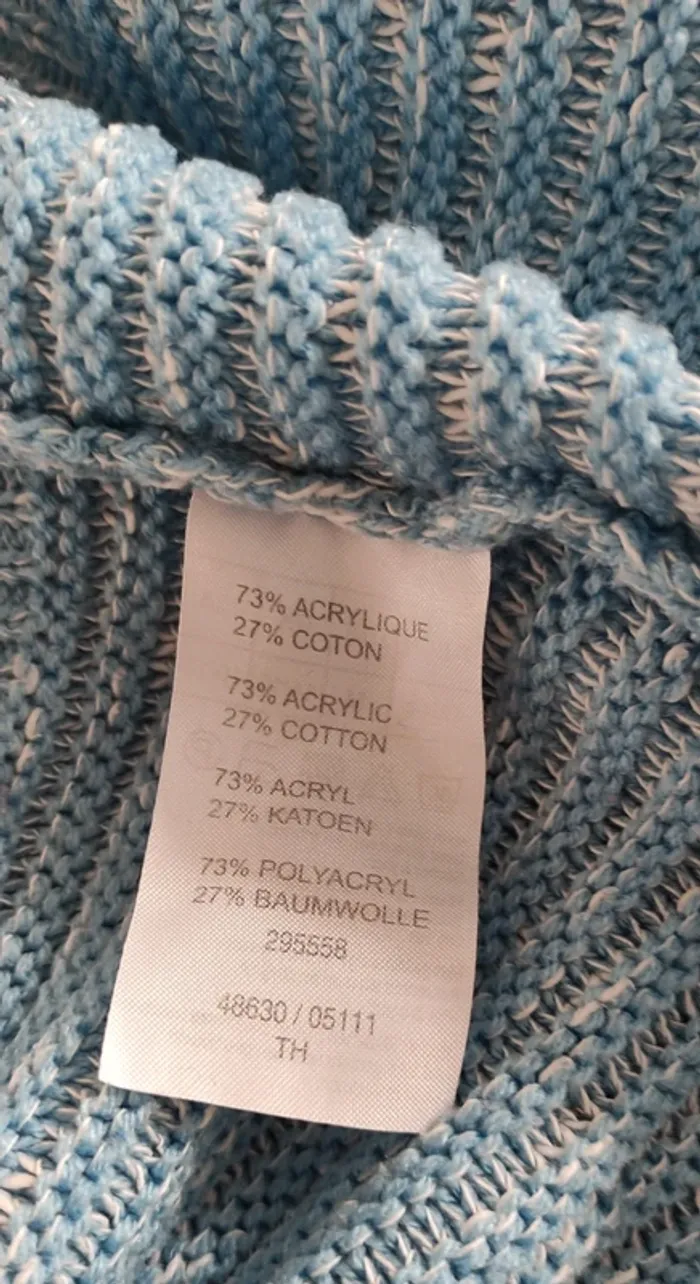 73% ACRYLIQUE
27% COTON
73% ACRYLIC
27% COTTON
73% ACRYL
27% KATOEN
73% POLYACRYL
27% BAUMWOLLE
295558
48630 / 05111
TH